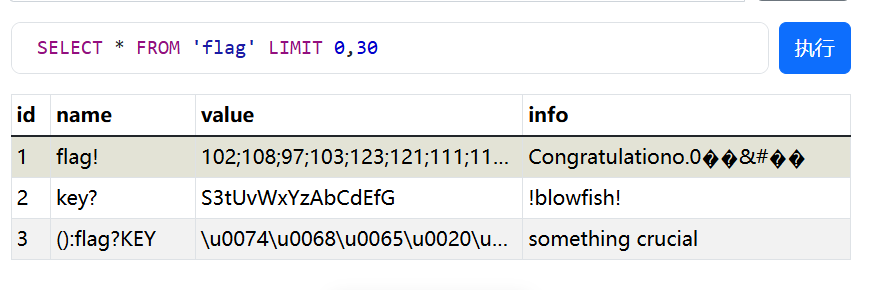 SELECT * FROM 'flag' LIMIT 0,30
执行
id name value info
1 flag! 102;108;97;103;123;121;111;11... Congratulationo.0��&#��
2 key? S3tUvWxYzAbCdEfG !blowfish!
3 ():flag?KEY \u0074\u0068\u0065\u0020\u... something crucial